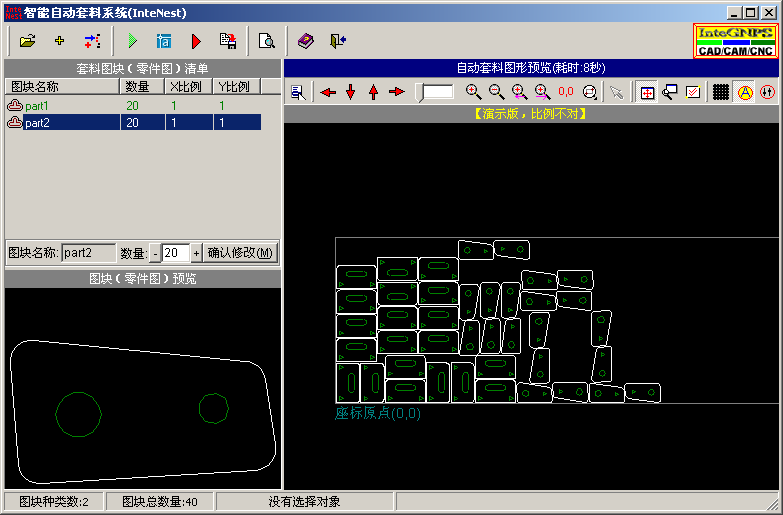 智能自动套料系统(InteNest)
InteGNPS
CAD/CAM/CNC
套料图块（零件图）清单
图块名称 数量 X比例 Y比例
part1 20 1 1
part2 20 1 1
图块名称: part2 数量: - 20 + 确认修改(M)
图块（零件图）预览
自动套料图形预览(耗时:8秒)
0,0
【演示版，比例不对】
座标原点(0,0)
图块种类数:2 图块总数量:40 没有选择对象